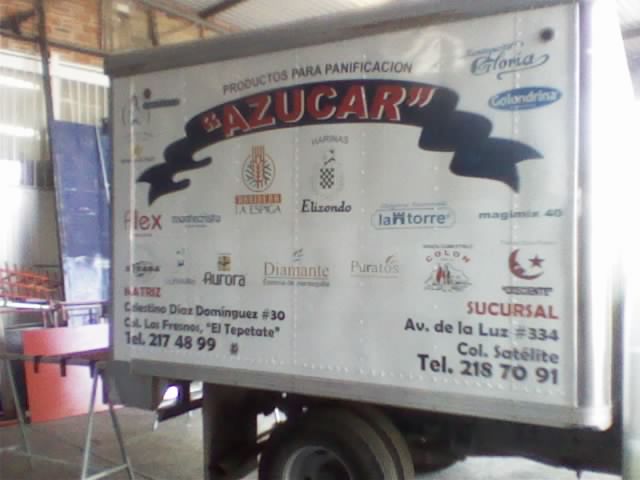 PRODUCTOS PARA PANIFICACION
"AZUCAR"
Gloria
Golondrina
HARINAS
LA ESPIGA
Elizondo
la torre
magimix 40
flex
montecristo
Aurora
Diamante
Puratos
COLON
MATRIZ
Celestino Díaz Domínguez #30
Col. Los Fresnos, "El Tepetate"
Tel. 217 48 99
SUCURSAL
Av. de la Luz #334
Col. Satélite
Tel. 218 70 91